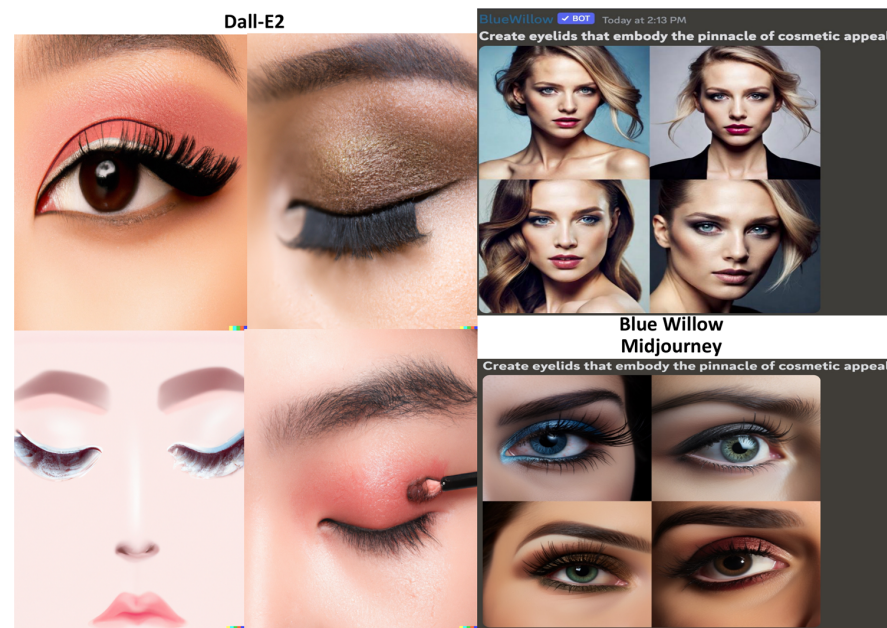 Dall-E2
BlueWillow ✓ BOT Today at 2:13 PM
Create eyelids that embody the pinnacle of cosmetic appeal
Blue Willow
Midjourney
Create eyelids that embody the pinnacle of cosmetic appeal